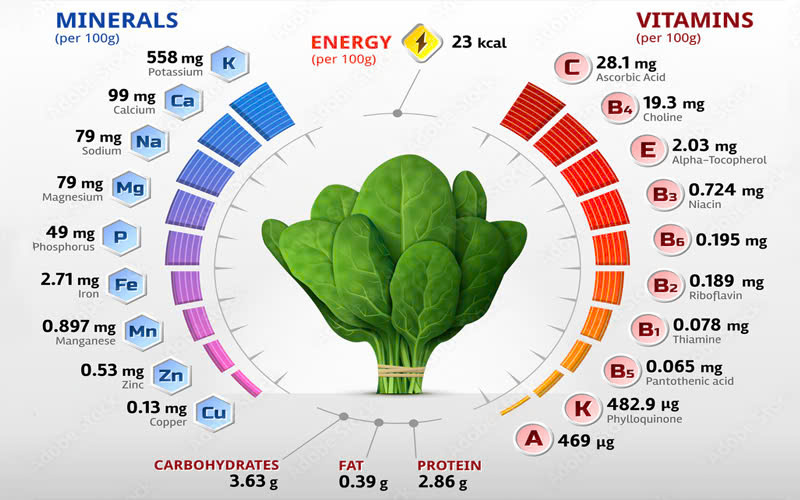 MINERALS
(per 100g)
558 mg
Potassium
K
99 mg
Calcium
Ca
79 mg
Sodium
Na
79 mg
Magnesium
Mg
49 mg
Phosphorus
P
2.71 mg
Iron
Fe
0.897 mg
Manganese
Mn
0.53 mg
Zinc
Zn
0.13 mg
Copper
Cu
ENERGY
(per 100g)
23 kcal
VITAMINS
(per 100g)
C
28.1 mg
Ascorbic Acid
B4
19.3 mg
Choline
E
2.03 mg
Alpha-Tocopherol
B3
0.724 mg
Niacin
B6
0.195 mg
B2
0.189 mg
Riboflavin
B1
0.078 mg
Thiamine
B5
0.065 mg
Pantothenic acid
K
482.9 µg
Phylloquinone
A
469 µg
CARBOHYDRATES
3.63 g
FAT
0.39 g
PROTEIN
2.86 g